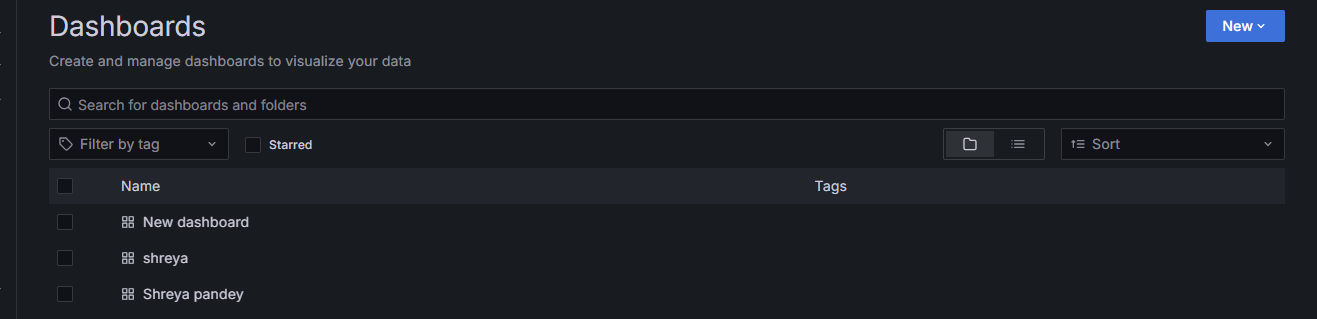 Dashboards
New
Create and manage dashboards to visualize your data
Search for dashboards and folders
Filter by tag Starred Sort
Name Tags
New dashboard
shreya
Shreya pandey